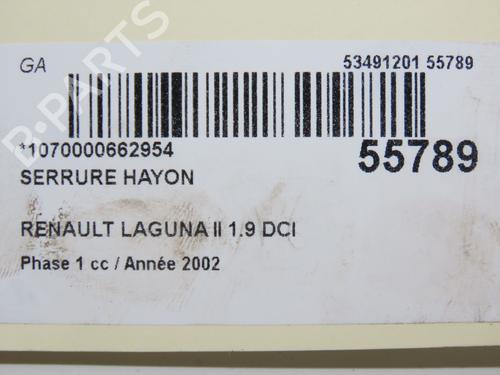 GA
53491201 55789
*1070000662954
55789
SERRURE HAYON
RENAULT LAGUNA II 1.9 DCI
Phase 1 cc / Année 2002
B-PARTS